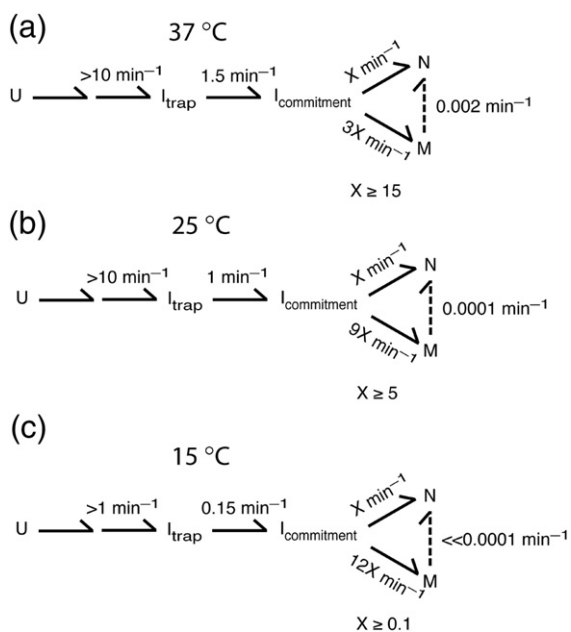 (a)
37 °C
U >10 min⁻¹ I_trap 1.5 min⁻¹ I_commitment X min⁻¹ N
3X min⁻¹ M
0.002 min⁻¹
X ≥ 15
(b)
25 °C
U >10 min⁻¹ I_trap 1 min⁻¹ I_commitment X min⁻¹ N
9X min⁻¹ M
0.0001 min⁻¹
X ≥ 5
(c)
15 °C
U >1 min⁻¹ I_trap 0.15 min⁻¹ I_commitment X min⁻¹ N
12X min⁻¹ M
<<0.0001 min⁻¹
X ≥ 0.1